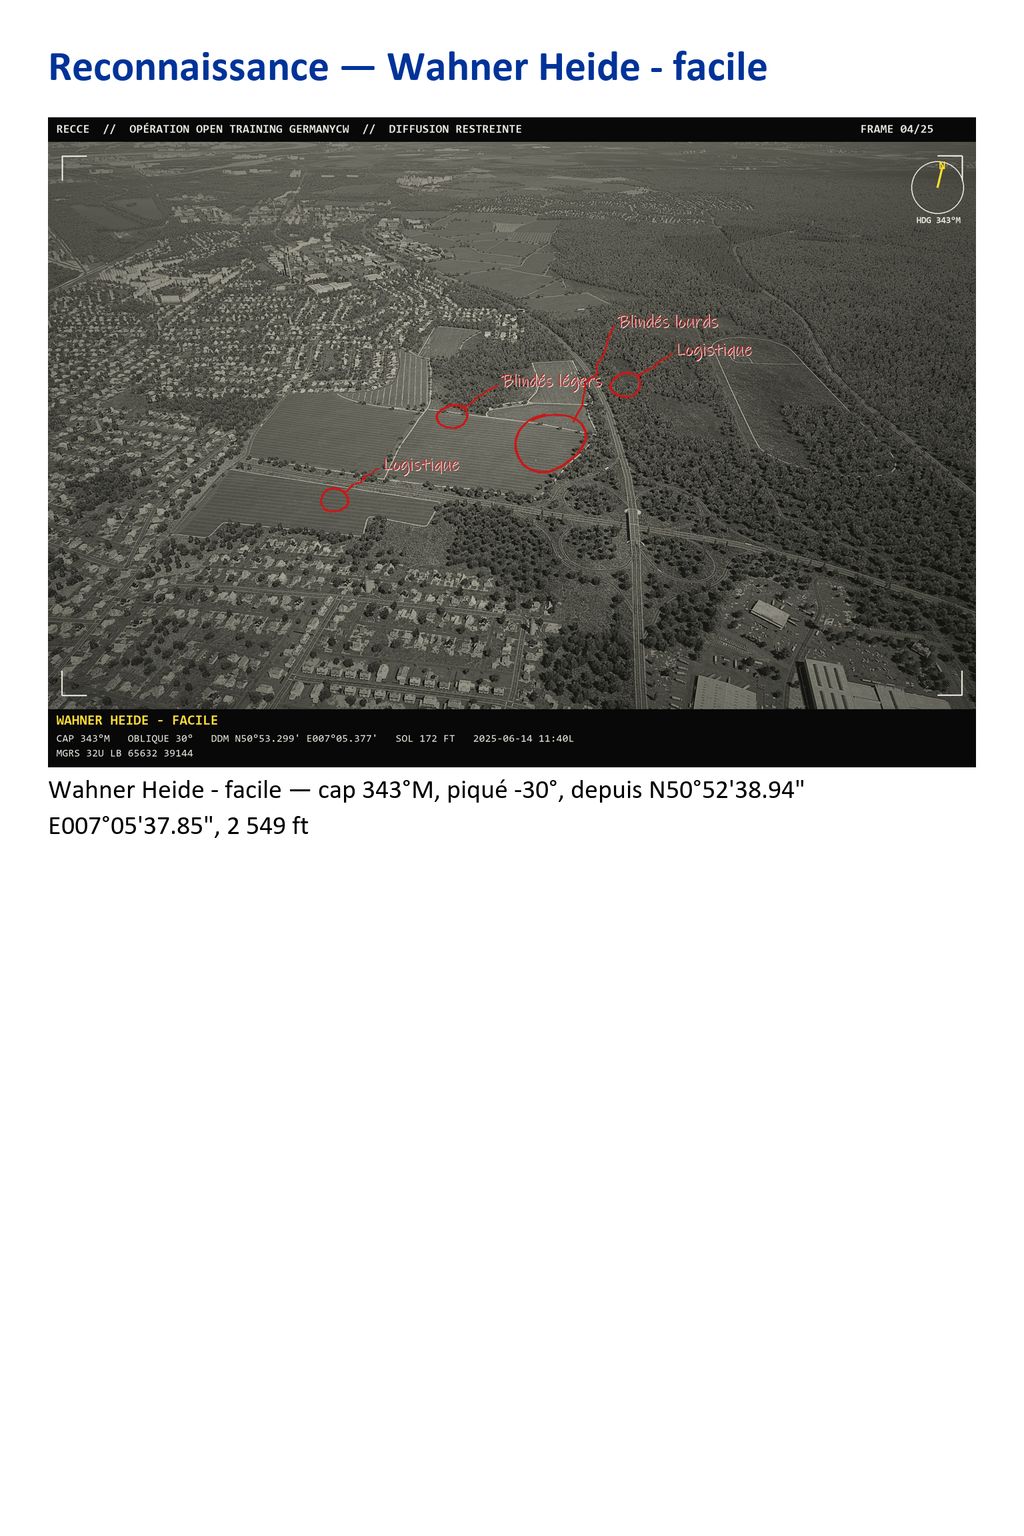 Reconnaissance — Wahner Heide - facile
RECCE // OPÉRATION OPEN TRAINING GERMANYCW // DIFFUSION RESTREINTE FRAME 04/25
N
HDG 343°M
Blindés lourds
Logistique
Blindés légers
Logistique
WAHNER HEIDE - FACILE
CAP 343°M OBLIQUE 30° DDM N50°53.299' E007°05.377' SOL 172 FT 2025-06-14 11:40L
MGRS 32U LB 65632 39144
Wahner Heide - facile — cap 343°M, piqué -30°, depuis N50°52'38.94"
E007°05'37.85", 2 549 ft